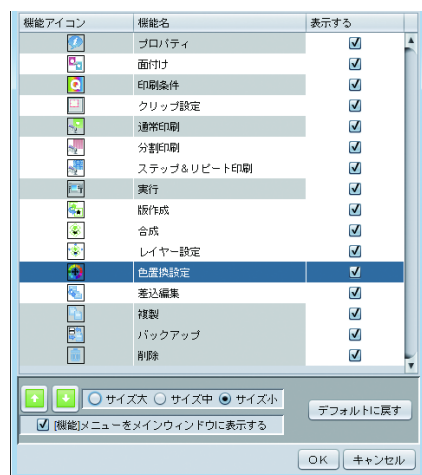 機能アイコン 機能名 表示する
プロパティ
面付け
印刷条件
クリップ設定
通常印刷
分割印刷
ステップ＆リピート印刷
実行
版作成
合成
レイヤー設定
色置換設定
差込編集
複製
バックアップ
削除
サイズ大 サイズ中 サイズ小
[機能]メニューをメインウィンドウに表示する
デフォルトに戻す
OK キャンセル